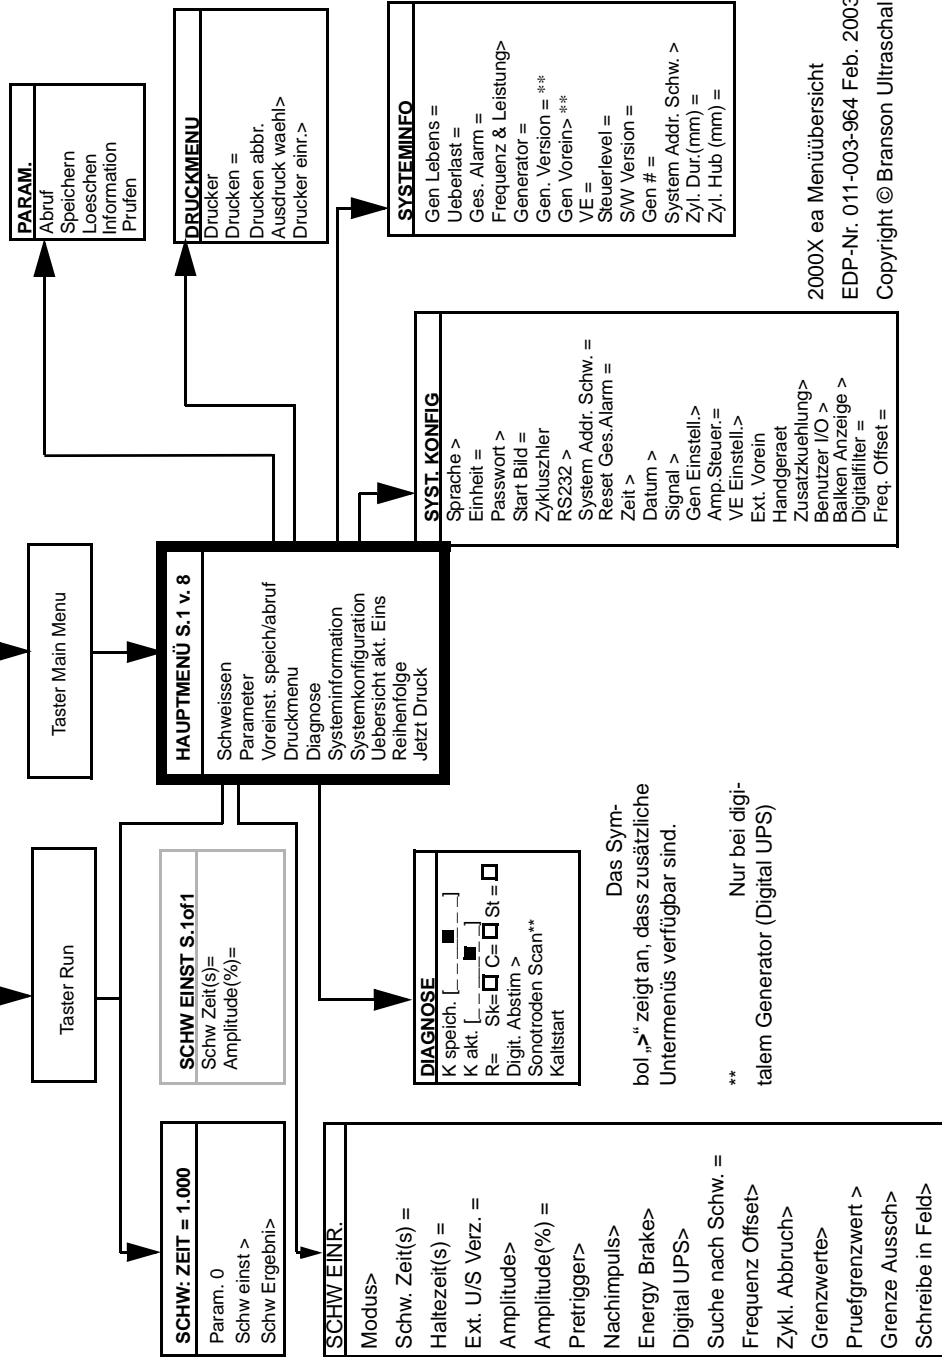 Taster Run
Taster Main Menu
SCHW: ZEIT = 1.000
Param. 0
Schw einst >
Schw Ergebni>
SCHW EINST S.1of1
Schw Zeit(s)=
Amplitude(%)=
HAUPTMENÜ S.1 v. 8
Schweissen
Parameter
Voreinst. speich/abruf
Druckmenu
Diagnose
Systeminformation
Systemkonfiguration
Uebersicht akt. Eins
Reihenfolge
Jetzt Druck
PARAM.
Abruf
Speichern
Loeschen
Information
Prufen
DRUCKMENU
Drucker
Drucken =
Drucken abbr.
Ausdruck waehl>
Drucker einr.>
SCHW EINR.
Modus>
Schw. Zeit(s) =
Haltezeit(s) =
Ext. U/S Verz. =
Amplitude>
Amplitude(%) =
Pretrigger>
Nachimpuls>
Energy Brake>
Digital UPS>
Suche nach Schw. =
Frequenz Offset>
Zykl. Abbruch>
Grenzwerte>
Pruefgrenzwert >
Grenze Aussch>
Schreibe in Feld>
DIAGNOSE
K speich. [_ _ _ _ _ _]
K akt. [_ _ _ _ _ _]
R= Sk= C= St =
Digit. Abstim >
Sonotroden Scan**
Kaltstart
SYST. KONFIG
Sprache >
Einheit =
Passwort >
Start Bild =
Zykluszhler
RS232 >
System Addr. Schw. =
Reset Ges.Alarm =
Zeit >
Datum >
Signal >
Gen Einstell.>
Amp.Steuer.=
VE Einstell.>
Ext. Vorein
Handgeraet
Zusatzkuehlung>
Benutzer I/O >
Balken Anzeige >
Digitalfilter =
Freq. Offset =
SYSTEMINFO
Gen Lebens =
Ueberlast =
Ges. Alarm =
Frequenz & Leistung>
Generator =
Gen. Version = **
Gen Vorein> **
VE =
Steuerlevel =
S/W Version =
Gen # =
System Addr. Schw. >
Zyl. Dur.(mm) =
Zyl. Hub (mm) =
Das Sym-
bol „>“ zeigt an, dass zusätzliche
Untermenüs verfügbar sind.
** Nur bei digi-
talem Generator (Digital UPS)
2000X ea Menüübersicht
EDP-Nr. 011-003-964 Feb. 2003
Copyright © Branson Ultraschal